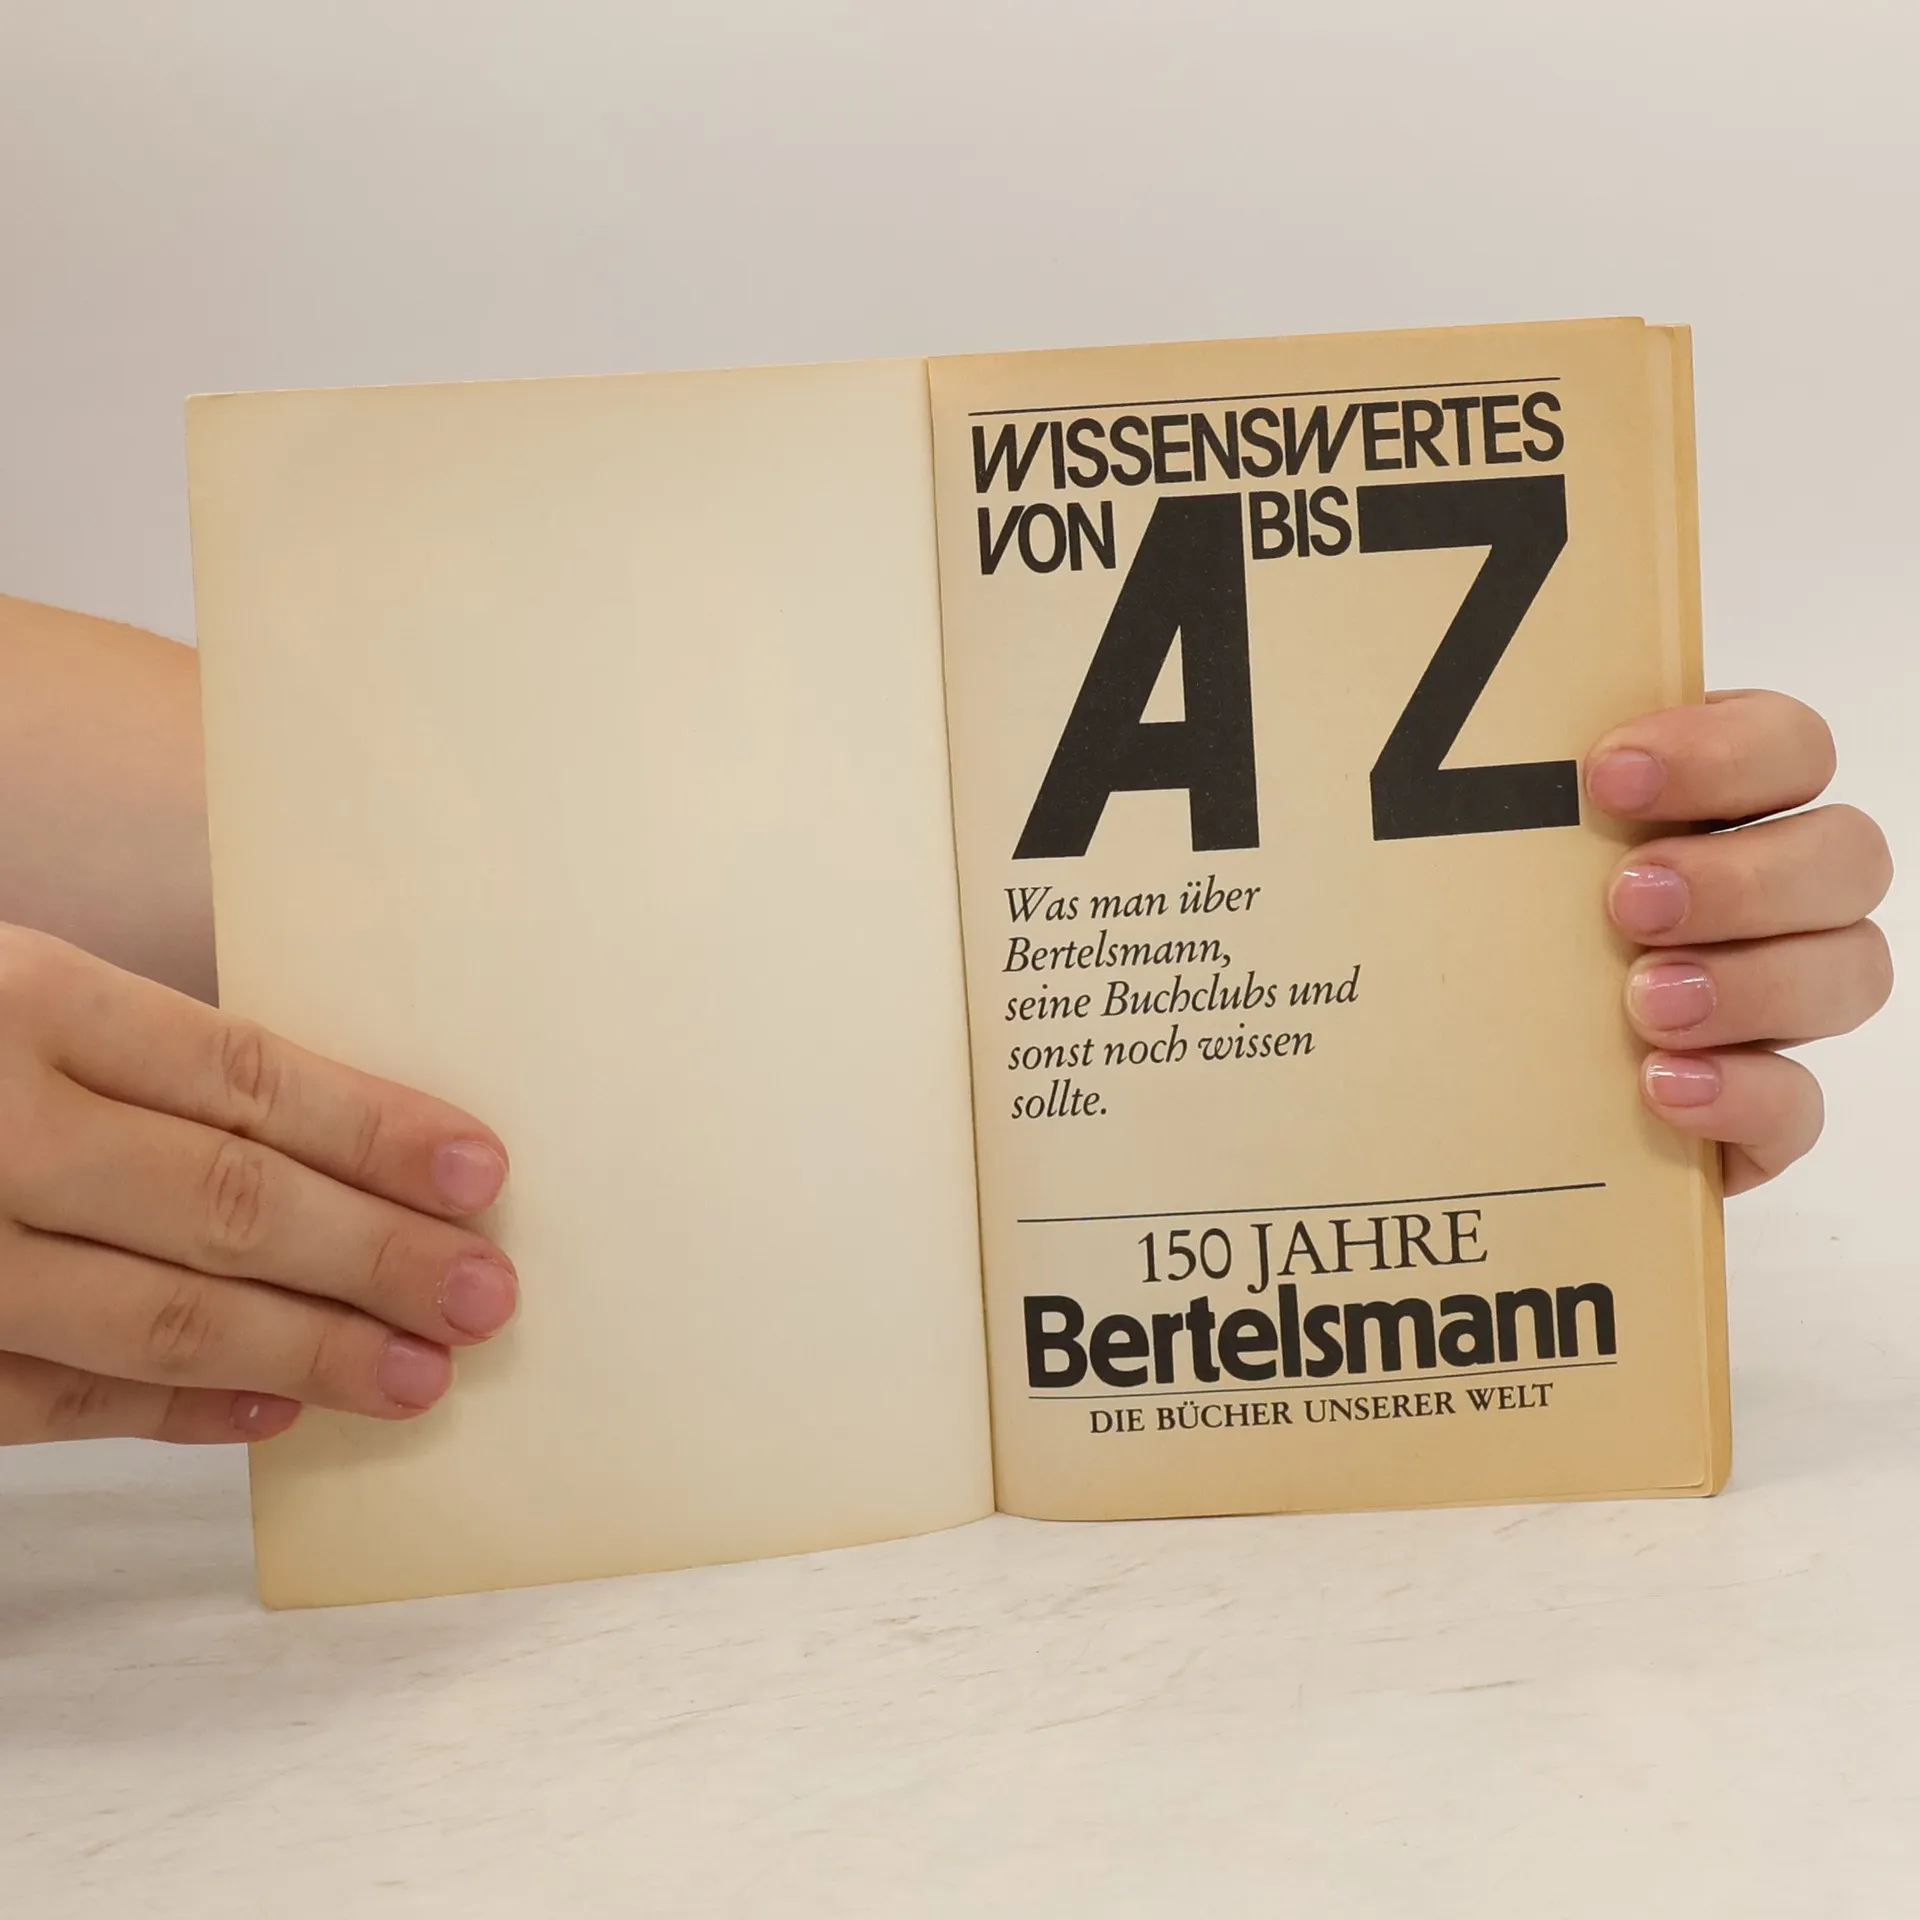 WISSENSWERTES
VON A BIS Z
Was man über
Bertelsmann,
seine Buchclubs und
sonst noch wissen
sollte.
150 JAHRE
Bertelsmann
DIE BÜCHER UNSERER WELT